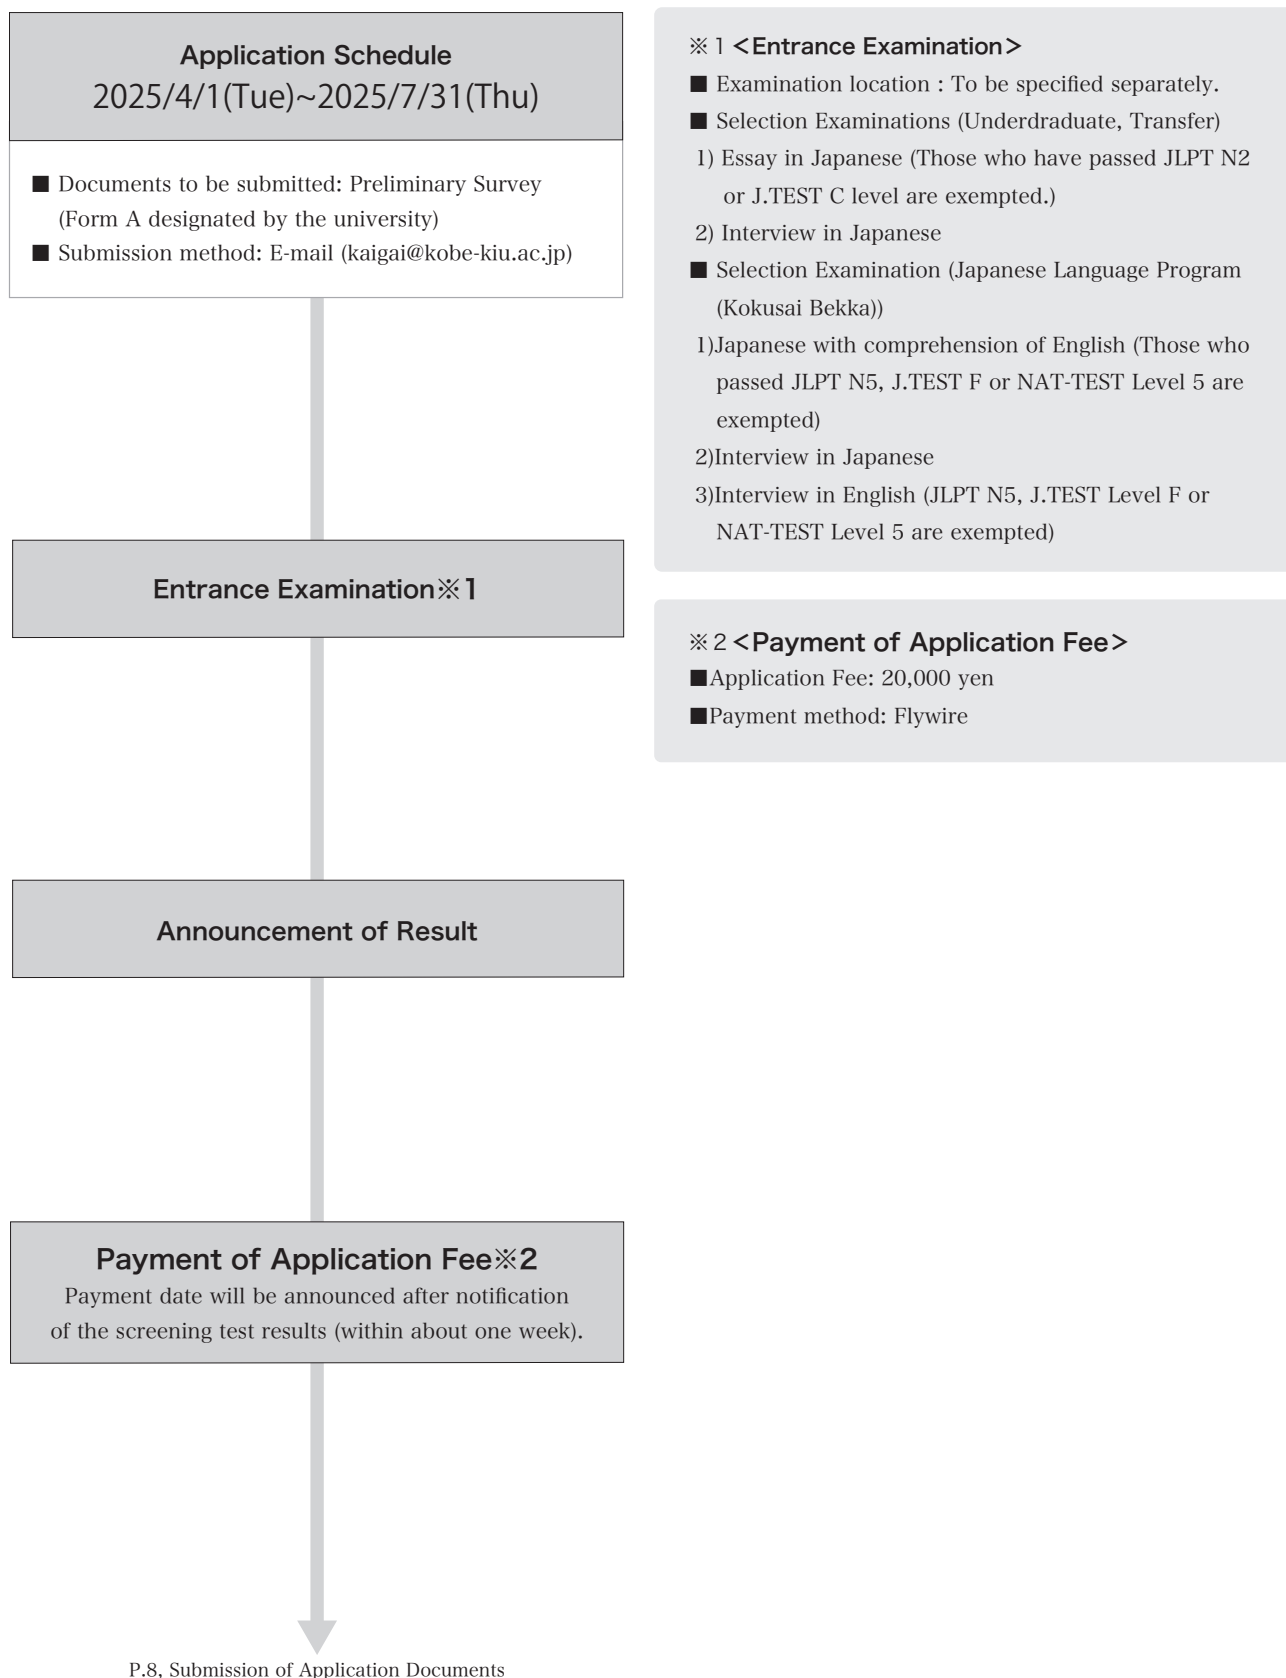 Application Schedule
2025/4/1(Tue)~2025/7/31(Thu)
■ Documents to be submitted: Preliminary Survey
(Form A designated by the university)
■ Submission method: E-mail (kaigai@kobe-kiu.ac.jp)
Entrance Examination※1
Announcement of Result
Payment of Application Fee※2
Payment date will be announced after notification
of the screening test results (within about one week).
P.8, Submission of Application Documents
※1<Entrance Examination>
■ Examination location : To be specified separately.
■ Selection Examinations (Underdraduate, Transfer)
1) Essay in Japanese (Those who have passed JLPT N2
or J.TEST C level are exempted.)
2) Interview in Japanese
■ Selection Examination (Japanese Language Program
(Kokusai Bekka))
1)Japanese with comprehension of English (Those who
passed JLPT N5, J.TEST F or NAT-TEST Level 5 are
exempted)
2)Interview in Japanese
3)Interview in English (JLPT N5, J.TEST Level F or
NAT-TEST Level 5 are exempted)
※2<Payment of Application Fee>
■Application Fee: 20,000 yen
■Payment method: Flywire